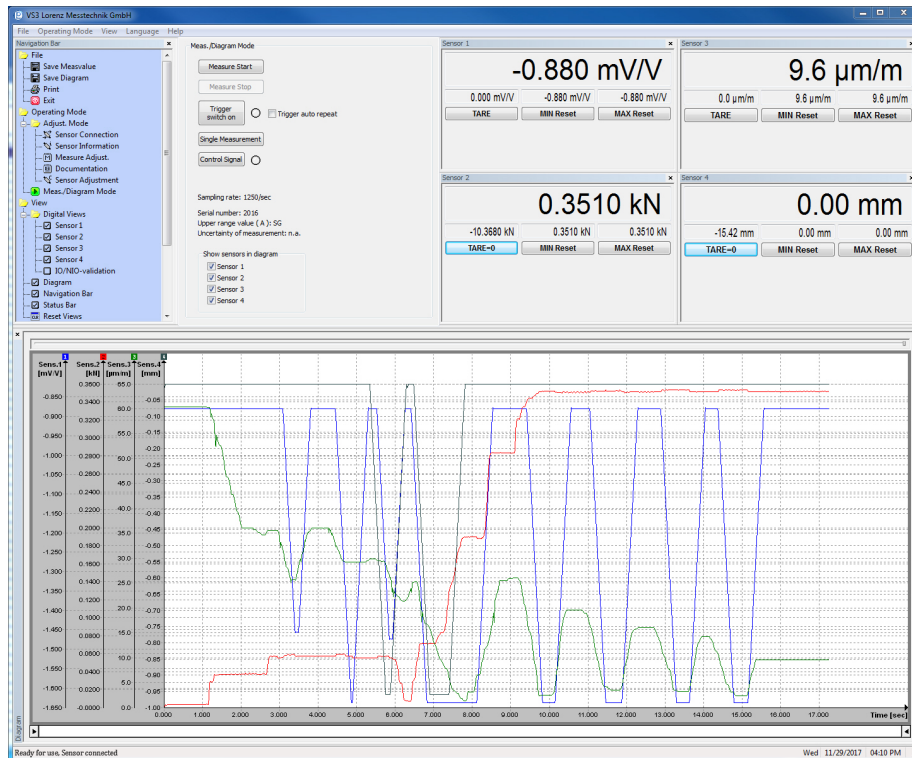 VS3 Lorenz Messtechnik GmbH
File Operating Mode View Language Help
Navigation Bar
File
Save Measvalue
Save Diagram
Print
Exit
Operating Mode
Adjust. Mode
Sensor Connection
Sensor Information
Measure Adjust.
Documentation
Sensor Adjustment
Meas./Diagram Mode
View
Digital Views
Sensor 1
Sensor 2
Sensor 3
Sensor 4
IO/NIO-validation
Diagram
Navigation Bar
Status Bar
Reset Views
Meas./Diagram Mode
Measure Start
Measure Stop
Trigger switch on
Trigger auto repeat
Single Measurement
Control Signal
Sampling rate: 1250/sec
Serial number: 2016
Upper range value ( A ): SG
Uncertainty of measurement: n.a.
Show sensors in diagram
Sensor 1
Sensor 2
Sensor 3
Sensor 4
Sensor 1
-0.880 mV/V
0.000 mV/V -0.880 mV/V -0.880 mV/V
TARE MIN Reset MAX Reset
Sensor 3
9.6 µm/m
0.0 µm/m 9.6 µm/m 9.6 µm/m
TARE MIN Reset MAX Reset
Sensor 2
0.3510 kN
-10.3680 kN 0.3510 kN 0.3510 kN
TARE=0 MIN Reset MAX Reset
Sensor 4
0.00 mm
-15.42 mm 0.00 mm 0.00 mm
TARE=0 MIN Reset MAX Reset
1 3
Sens.1 Sens.2 Sens.3 Sens.4
[mV/V] [kN] [µm/m] [mm]
0.3600 65.0
-0.850 0.3400 -0.05
-0.900 60.0 -0.10
0.3200 -0.15
-0.950 0.3000 55.0
-0.20
-1.000 0.2800 50.0 -0.25
0.2600 -0.30
-1.100 0.2400 45.0 -0.35
0.2200 40.0 -0.40
-1.150 -0.45
-1.200 0.2000 35.0
-0.50
-1.250 0.1800 30.0 -0.55
-1.300 0.1600 -0.60
-1.350 0.1400 25.0 -0.65
-1.400 0.1200 20.0 -0.70
-1.450 0.1000 -0.75
15.0
-1.500 0.0800 -0.80
0.0600 10.0 -0.85
-1.550 0.0400 -0.90
-1.600 0.0200 5.0 -0.95
-1.650 -0.0000 0.0 -1.00
0.000 1.000 2.000 3.000 4.000 5.000 6.000 7.000 8.000 9.000 10.000 11.000 12.000 13.000 14.000 15.000 16.000 17.000 Time [sec]
Diagram
Ready for use. Sensor connected Wed 11/29/2017 04:10 PM